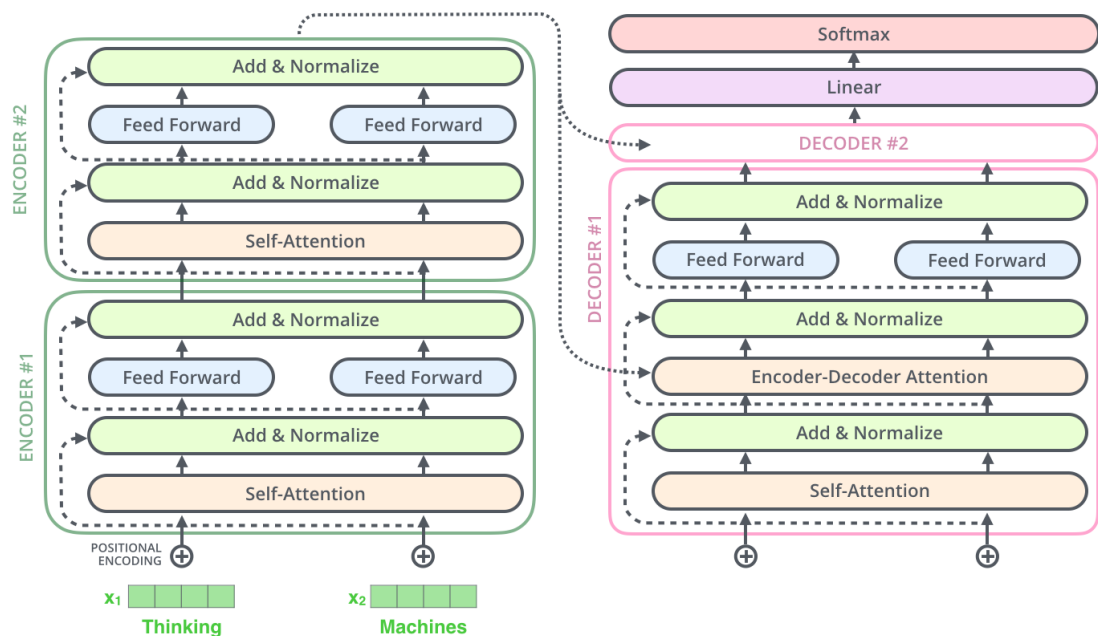 ENCODER #2
Add & Normalize
Feed Forward
Feed Forward
Add & Normalize
Self-Attention
ENCODER #1
Add & Normalize
Feed Forward
Feed Forward
Add & Normalize
Self-Attention
POSITIONAL
ENCODING
x₁
x₂
Thinking
Machines
Softmax
Linear
DECODER #2
DECODER #1
Add & Normalize
Feed Forward
Feed Forward
Add & Normalize
Encoder-Decoder Attention
Add & Normalize
Self-Attention